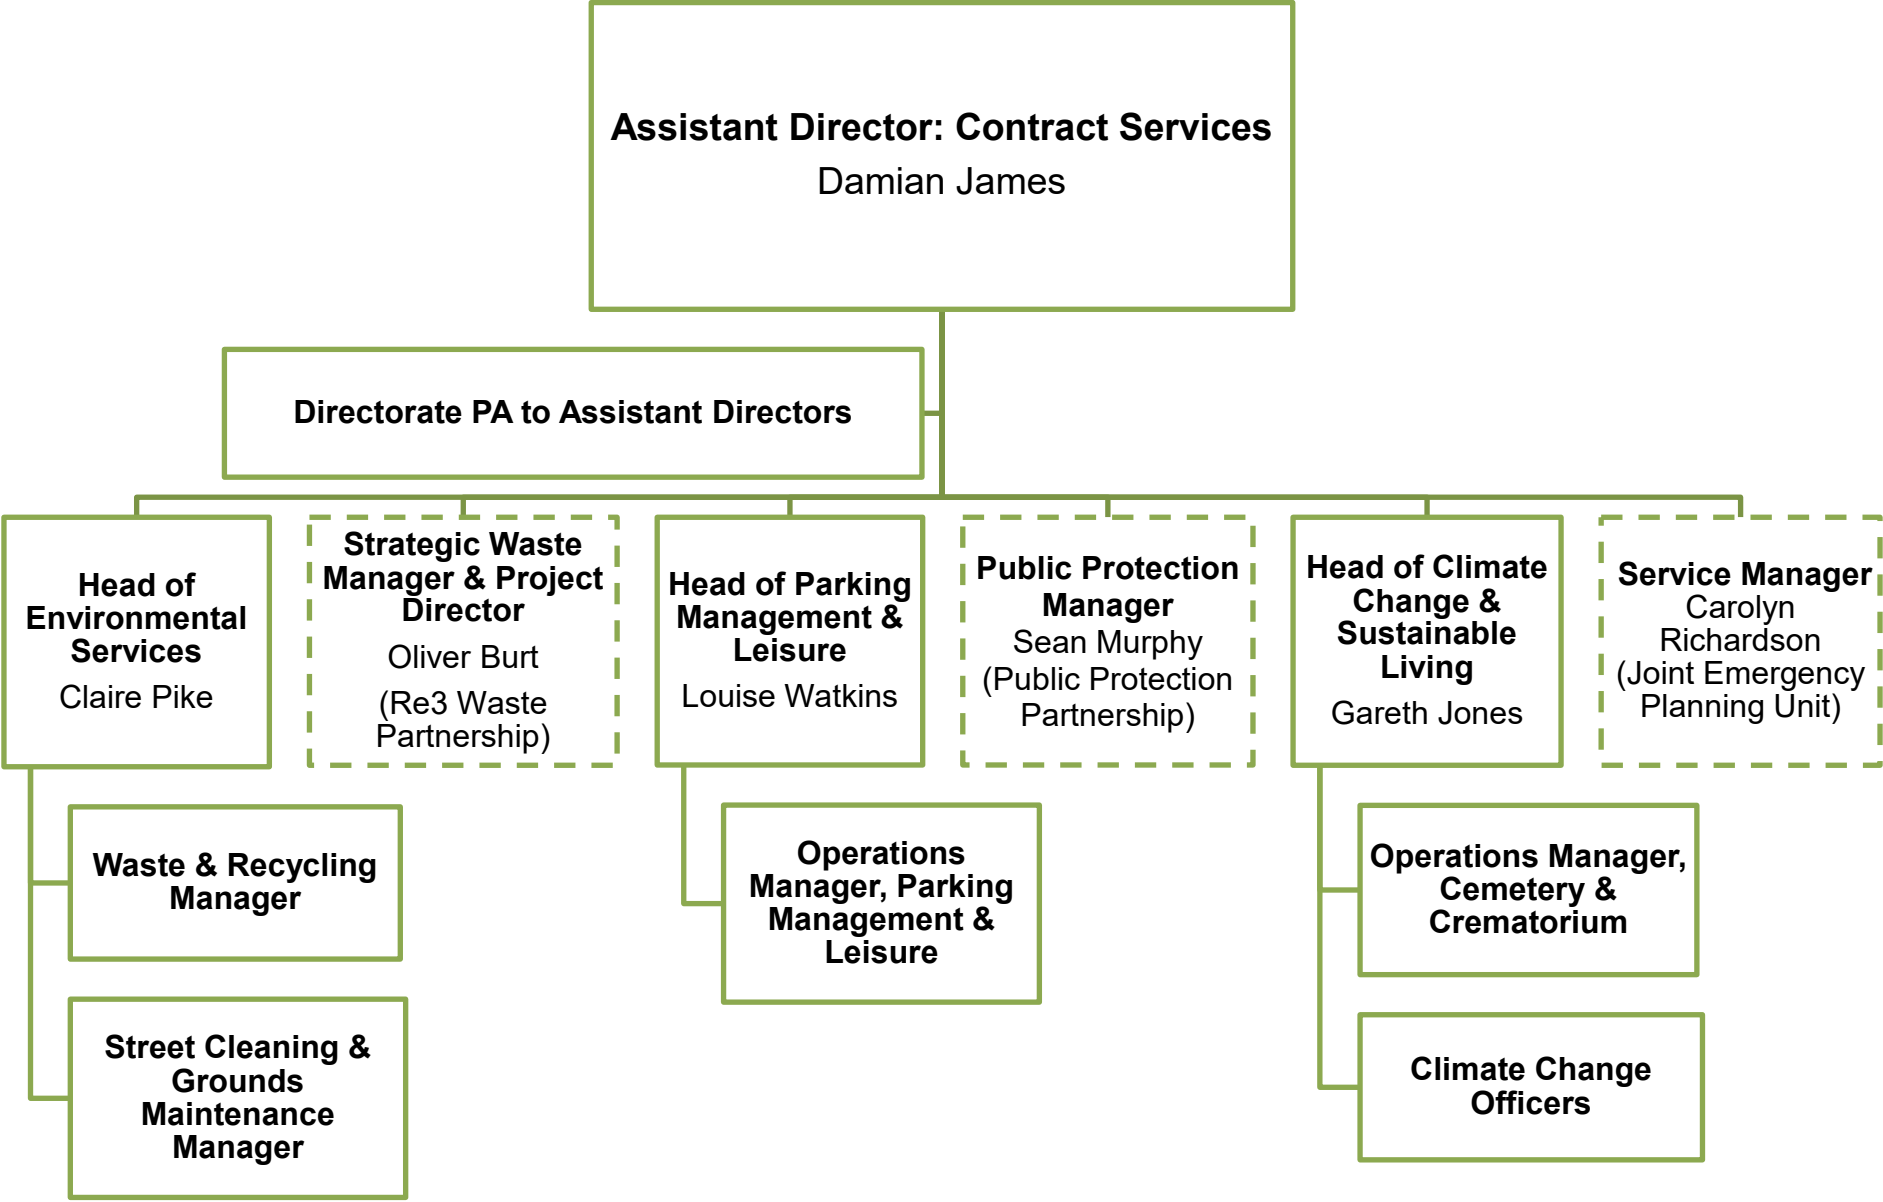 Assistant Director: Contract Services
Damian James
Directorate PA to Assistant Directors
Head of
Environmental
Services
Claire Pike
Strategic Waste
Manager & Project
Director
Oliver Burt
(Re3 Waste
Partnership)
Head of Parking
Management &
Leisure
Louise Watkins
Public Protection
Manager
Sean Murphy
(Public Protection
Partnership)
Head of Climate
Change &
Sustainable
Living
Gareth Jones
Service Manager
Carolyn
Richardson
(Joint Emergency
Planning Unit)
Waste & Recycling
Manager
Street Cleaning &
Grounds
Maintenance
Manager
Operations
Manager, Parking
Management &
Leisure
Operations Manager,
Cemetery &
Crematorium
Climate Change
Officers